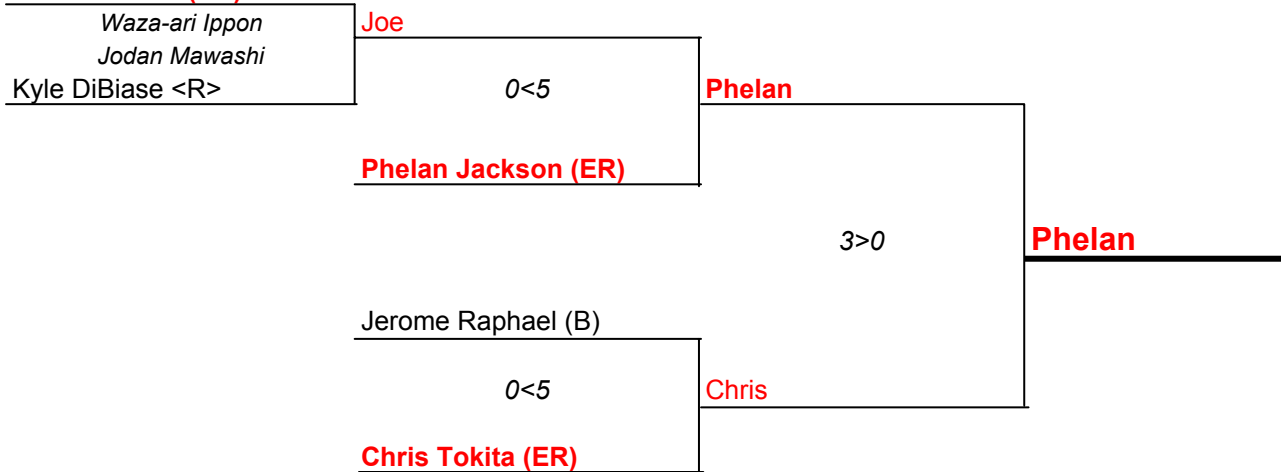 Waza-ari Ippon
Joe
Jodan Mawashi
Kyle DiBiase <R>
0<5
Phelan
Phelan Jackson (ER)
3>0
Phelan
Jerome Raphael (B)
0<5
Chris
Chris Tokita (ER)